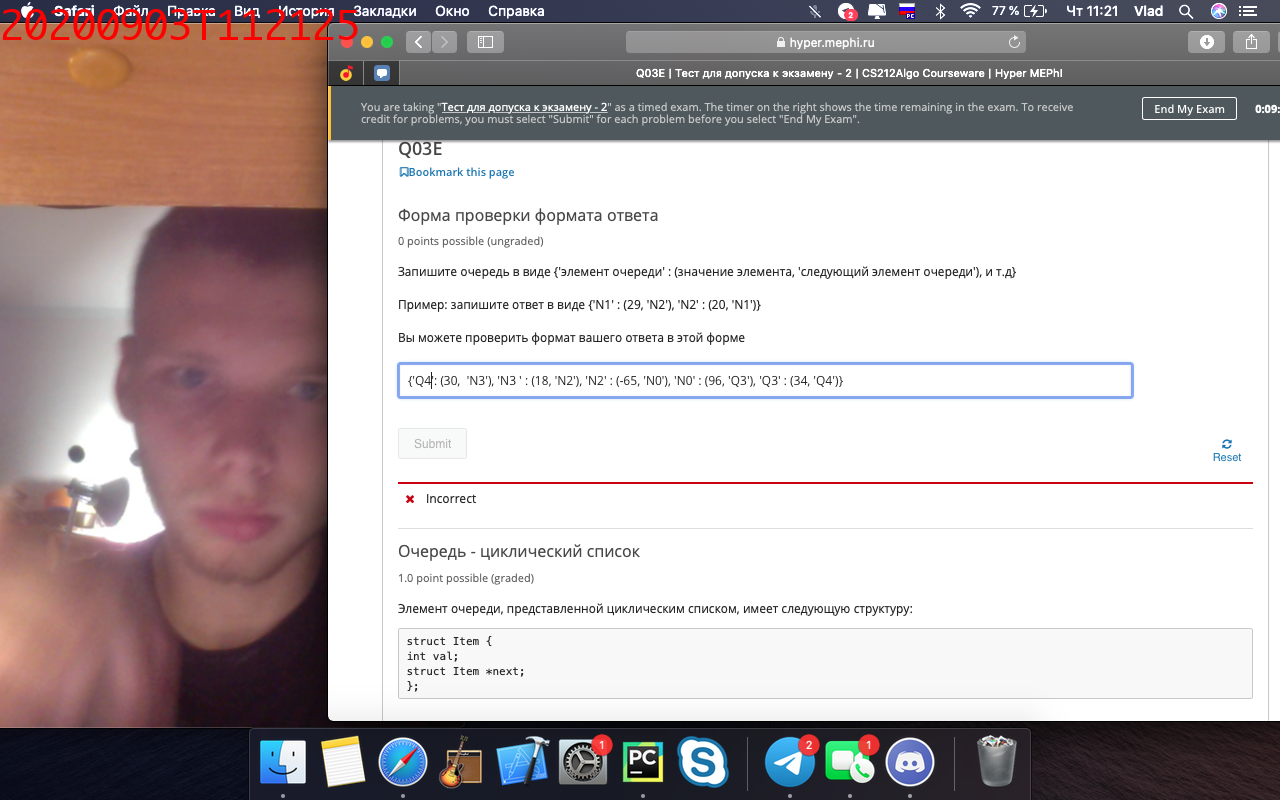 20200903T112125
Safari Файл Правка Вид История Закладки Окно Справка 2 РС 77 % Чт 11:21 Vlad
hyper.mephi.ru
Q03E | Тест для допуска к экзамену - 2 | CS212Algo Courseware | Hyper MEPhI
You are taking "Тест для допуска к экзамену - 2" as a timed exam. The timer on the right shows the time remaining in the exam. To receive
credit for problems, you must select "Submit" for each problem before you select "End My Exam".
End My Exam
0:09:
Q03E
Bookmark this page
Форма проверки формата ответа
0 points possible (ungraded)
Запишите очередь в виде {'элемент очереди' : (значение элемента, 'следующий элемент очереди'), и т.д}
Пример: запишите ответ в виде {'N1' : (29, 'N2'), 'N2' : (20, 'N1')}
Вы можете проверить формат вашего ответа в этой форме
{'Q4': (30,  'N3'), 'N3 ' : (18, 'N2'), 'N2' : (-65, 'N0'), 'N0' : (96, 'Q3'), 'Q3' : (34, 'Q4')}
Submit
Reset
Incorrect
Очередь - циклический список
1.0 point possible (graded)
Элемент очереди, представленной циклическим списком, имеет следующую структуру:
struct Item {
int val;
struct Item *next;
};
1 PC 2 1